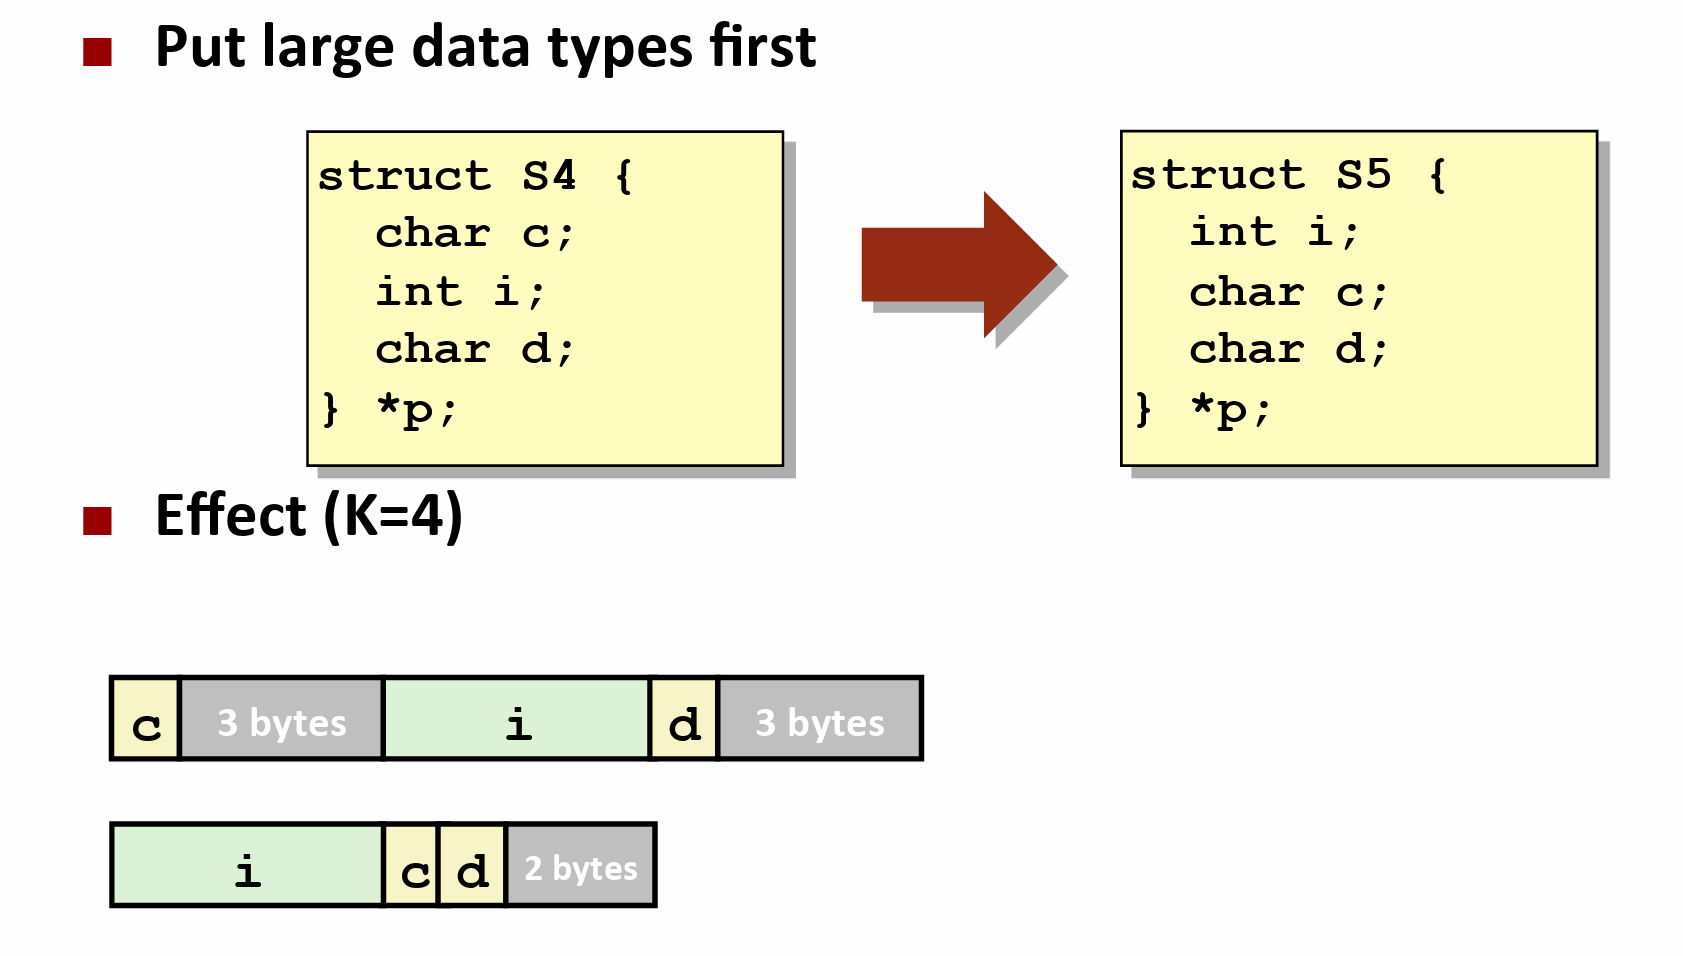 Put large data types first
struct S4 {
  char c;
  int i;
  char d;
} *p;
struct S5 {
  int i;
  char c;
  char d;
} *p;
Effect (K=4)
c 3 bytes i d 3 bytes
i c d 2 bytes